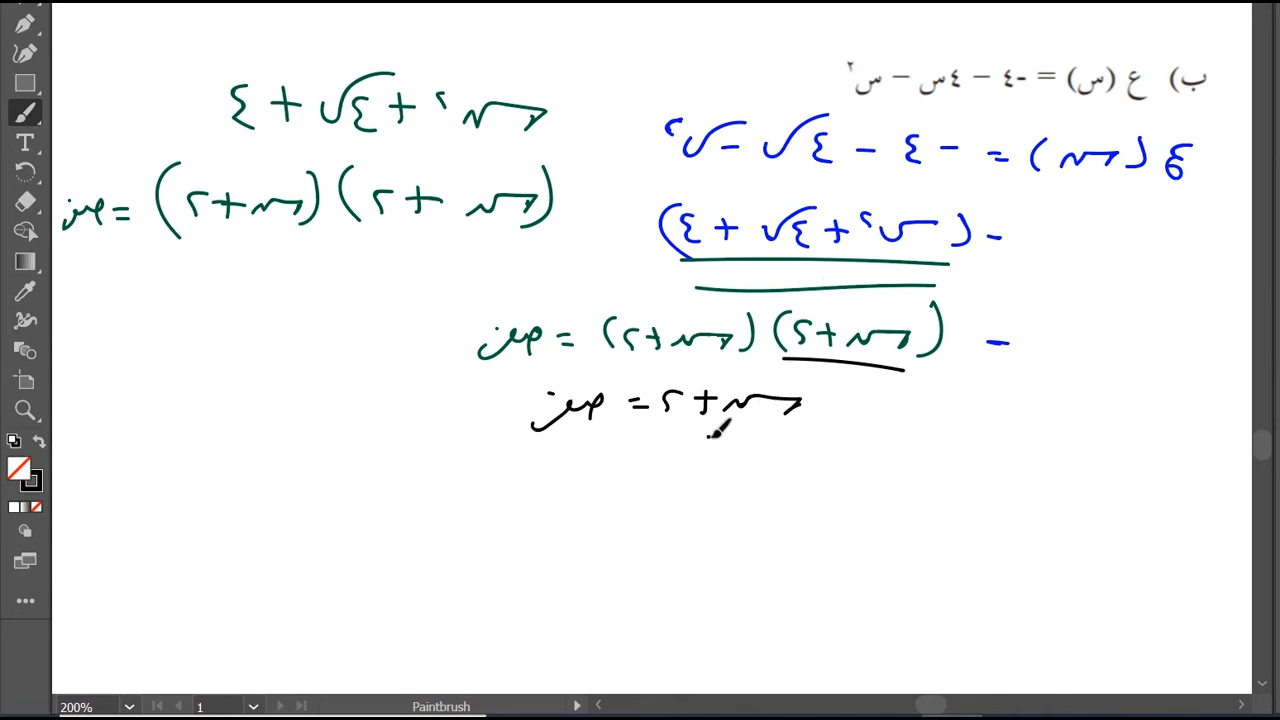 ب) ع (س) = -٤ - ٤س - س٢
ع (س) = -٤ - ٤س - س٢
-(س٢ + ٤س + ٤)
-(س + ٢)(س + ٢) = صفر
س + ٢ = صفر
س٢ + ٤س + ٤
(س + ٢)(س + ٢) = صفر
200%
1
Paintbrush